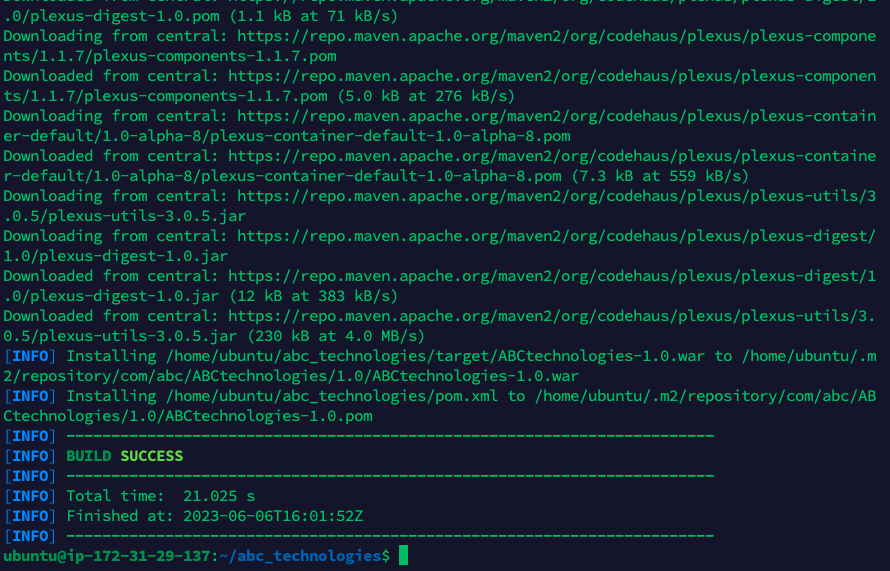 .0/plexus-digest-1.0.pom (1.1 kB at 71 kB/s)
Downloading from central: https://repo.maven.apache.org/maven2/org/codehaus/plexus/plexus-compone
nts/1.1.7/plexus-components-1.1.7.pom
Downloaded from central: https://repo.maven.apache.org/maven2/org/codehaus/plexus/plexus-componen
ts/1.1.7/plexus-components-1.1.7.pom (5.0 kB at 276 kB/s)
Downloading from central: https://repo.maven.apache.org/maven2/org/codehaus/plexus/plexus-contain
er-default/1.0-alpha-8/plexus-container-default-1.0-alpha-8.pom
Downloaded from central: https://repo.maven.apache.org/maven2/org/codehaus/plexus/plexus-containe
r-default/1.0-alpha-8/plexus-container-default-1.0-alpha-8.pom (7.3 kB at 559 kB/s)
Downloading from central: https://repo.maven.apache.org/maven2/org/codehaus/plexus/plexus-utils/3
.0.5/plexus-utils-3.0.5.jar
Downloading from central: https://repo.maven.apache.org/maven2/org/codehaus/plexus/plexus-digest/
1.0/plexus-digest-1.0.jar
Downloaded from central: https://repo.maven.apache.org/maven2/org/codehaus/plexus/plexus-digest/1
.0/plexus-digest-1.0.jar (12 kB at 383 kB/s)
Downloaded from central: https://repo.maven.apache.org/maven2/org/codehaus/plexus/plexus-utils/3.
0.5/plexus-utils-3.0.5.jar (230 kB at 4.0 MB/s)
[INFO] Installing /home/ubuntu/abc_technologies/target/ABCtechnologies-1.0.war to /home/ubuntu/.m
2/repository/com/abc/ABCtechnologies/1.0/ABCtechnologies-1.0.war
[INFO] Installing /home/ubuntu/abc_technologies/pom.xml to /home/ubuntu/.m2/repository/com/abc/AB
Ctechnologies/1.0/ABCtechnologies-1.0.pom
[INFO] ------------------------------------------------------------------------
[INFO] BUILD SUCCESS
[INFO] ------------------------------------------------------------------------
[INFO] Total time:  21.025 s
[INFO] Finished at: 2023-06-06T16:01:52Z
[INFO] ------------------------------------------------------------------------
ubuntu@ip-172-31-29-137:~/abc_technologies$